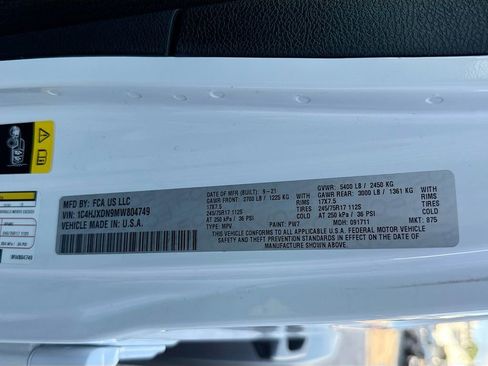 MFD BY: FCA US LLC
VIN: 1C4HJXDN9MW804749
VEHICLE MADE IN U.S.A.
DATE OF MFR (BUILT): 9-21
GAWR FRONT: 2700 LB / 1225 KG WITH
17X7.5 RIMS
245/75R17 112S TIRES
AT 250 kPa / 36 PSI COLD
TYPE: MPV PAINT: PW7
GVWR: 5400 LB / 2450 KG
GAWR REAR: 3000 LB / 1361 KG WITH
17X7.5 RIMS
245/75R17 112S TIRES
AT 250 kPa / 36 PSI COLD
MDH: 091711 MKT: 875
THIS VEHICLE CONFORMS TO ALL APPLICABLE U.S.A. FEDERAL MOTOR VEHICLE
SAFETY AND THEFT PREVENTION STANDARDS IN EFFECT ON THE DATE OF
MANUFACTURE SHOWN ABOVE.
MW804749